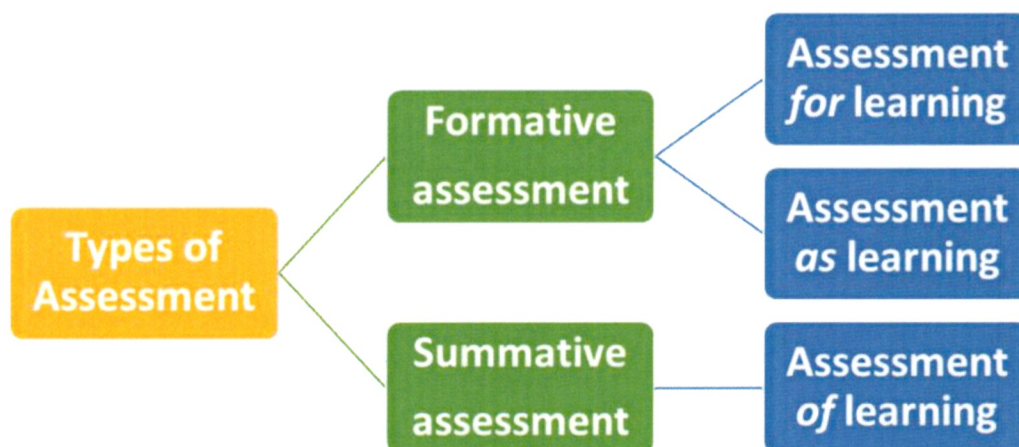 Types of
Assessment
Formative
assessment
Summative
assessment
Assessment
for learning
Assessment
as learning
Assessment
of learning